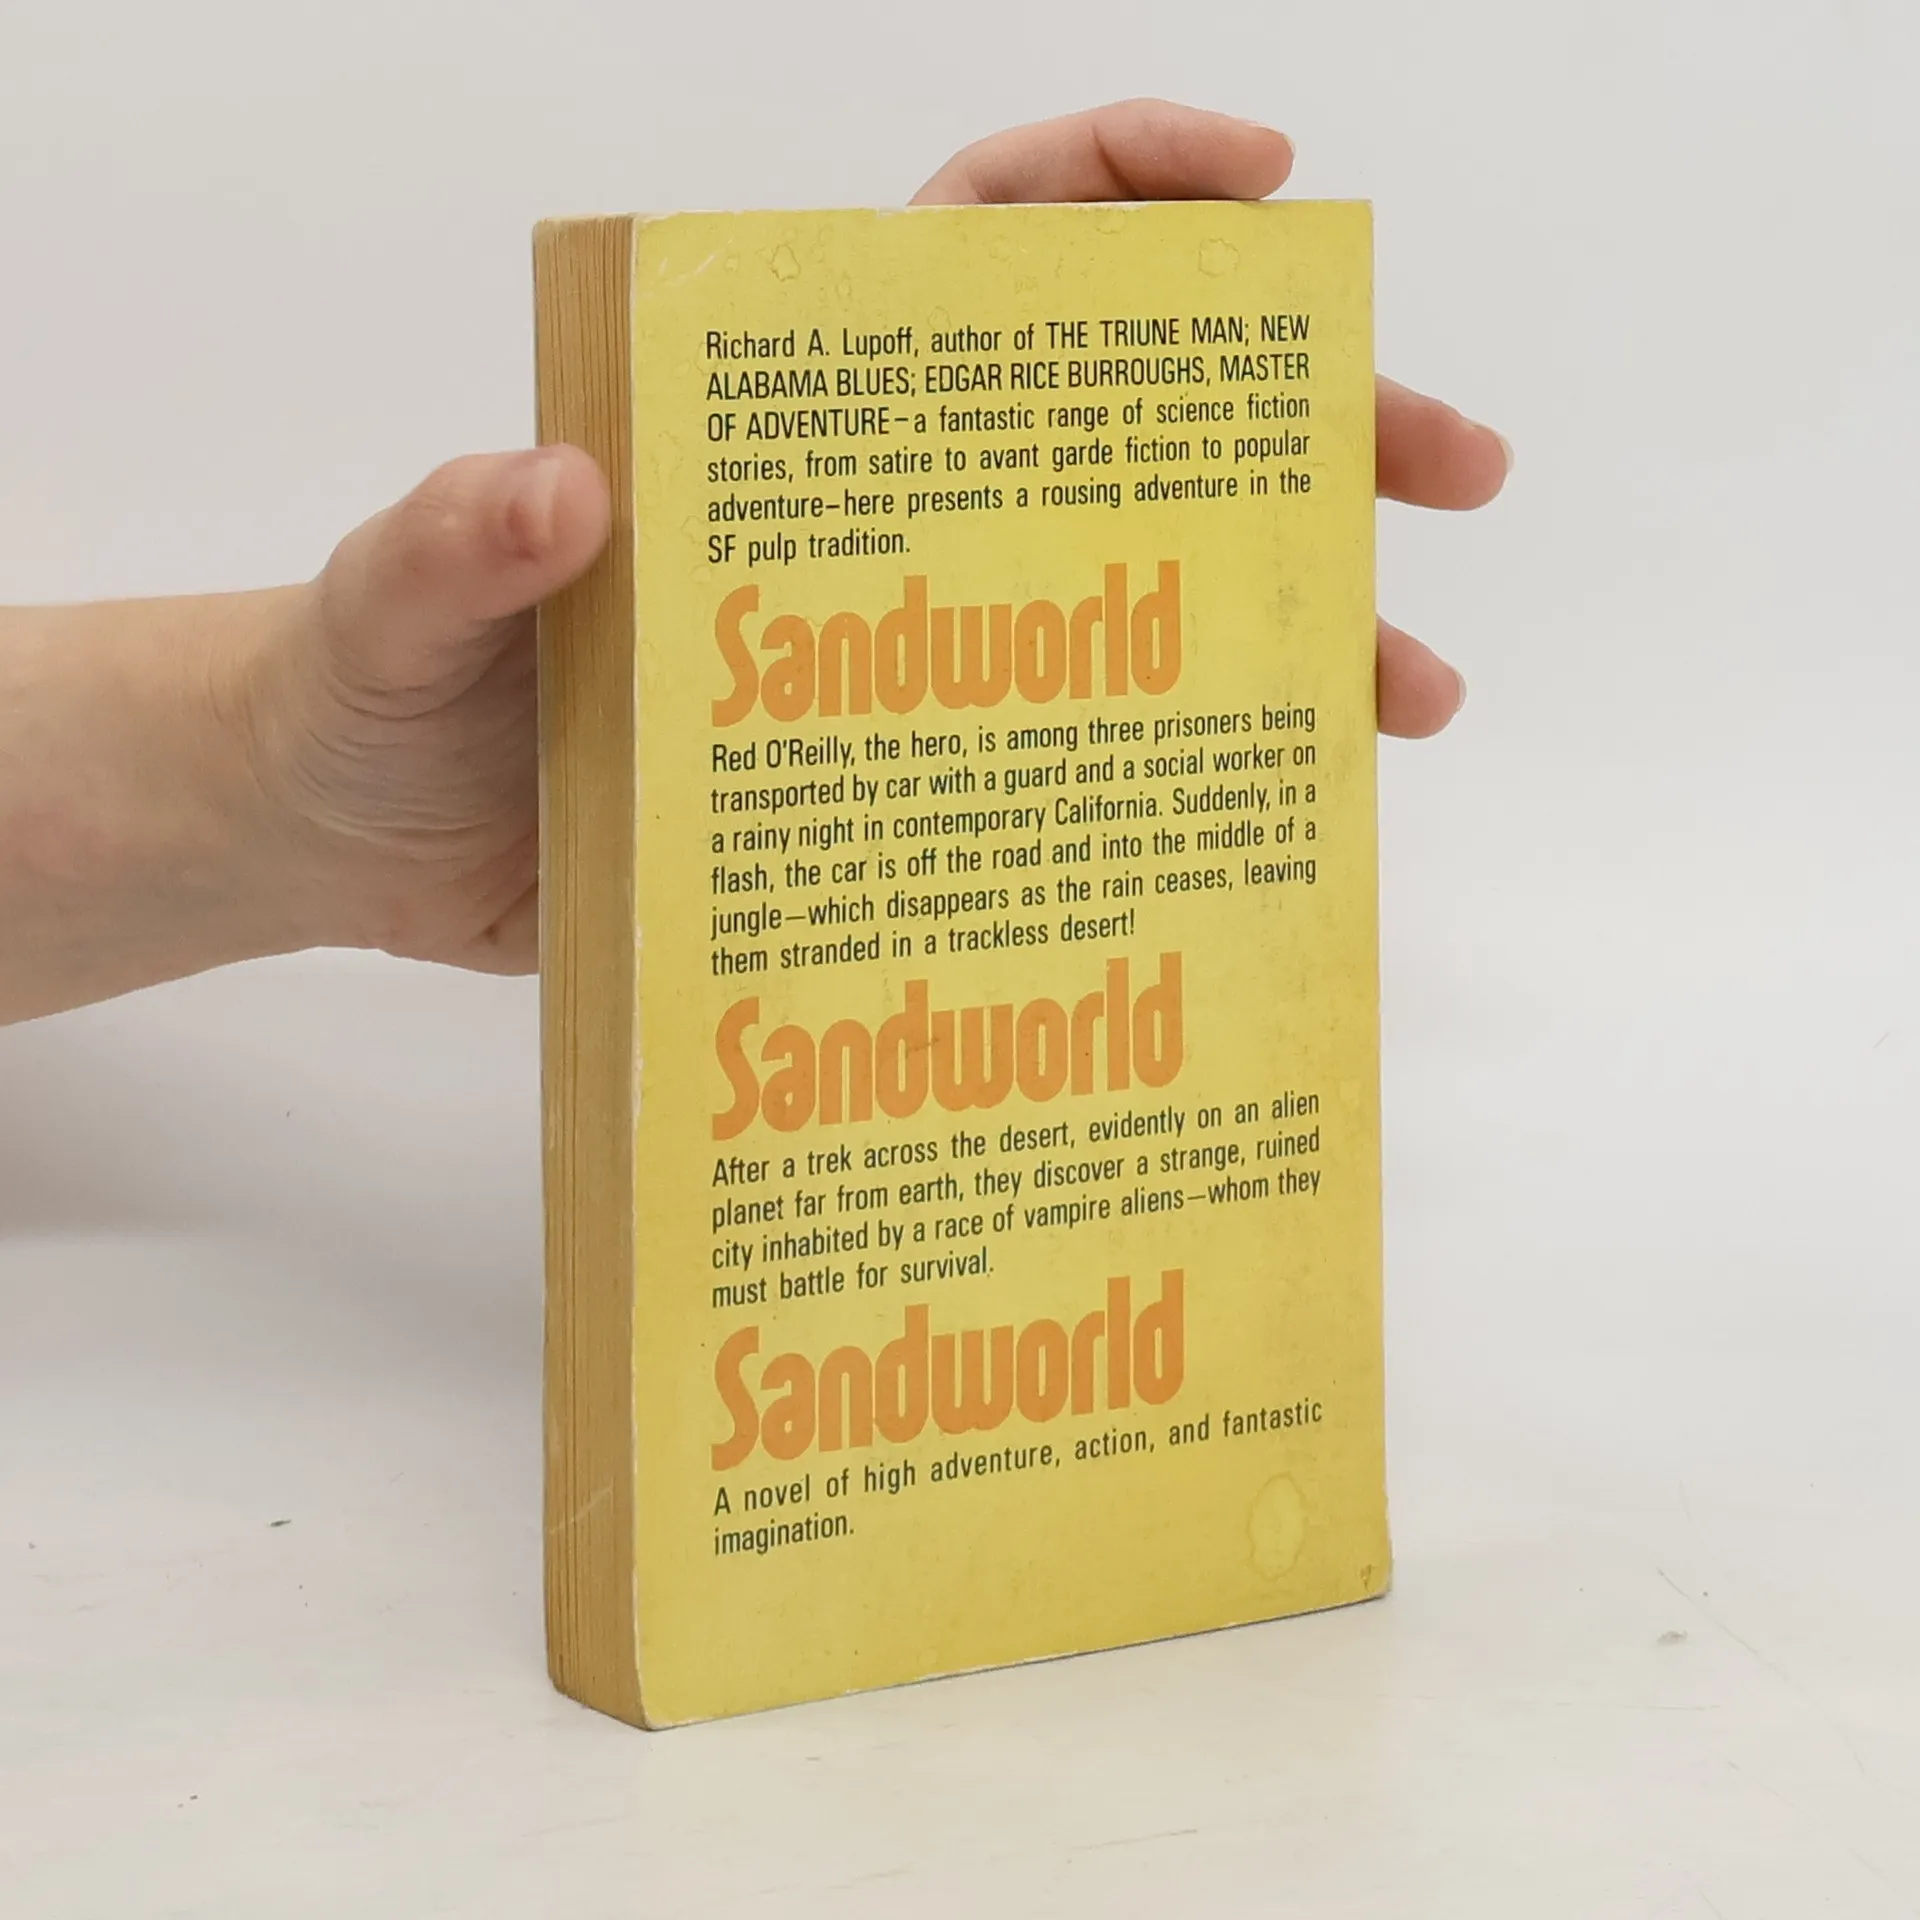 Richard A. Lupoff, author of THE TRIUNE MAN; NEW
ALABAMA BLUES; EDGAR RICE BURROUGHS, MASTER
OF ADVENTURE–a fantastic range of science fiction
stories, from satire to avant garde fiction to popular
adventure–here presents a rousing adventure in the
SF pulp tradition.
Sandworld
Red O'Reilly, the hero, is among three prisoners being
transported by car with a guard and a social worker on
a rainy night in contemporary California. Suddenly, in a
flash, the car is off the road and into the middle of a
jungle—which disappears as the rain ceases, leaving
them stranded in a trackless desert!
Sandworld
After a trek across the desert, evidently on an alien
planet far from earth, they discover a strange, ruined
city inhabited by a race of vampire aliens—whom they
must battle for survival.
Sandworld
A novel of high adventure, action, and fantastic
imagination.